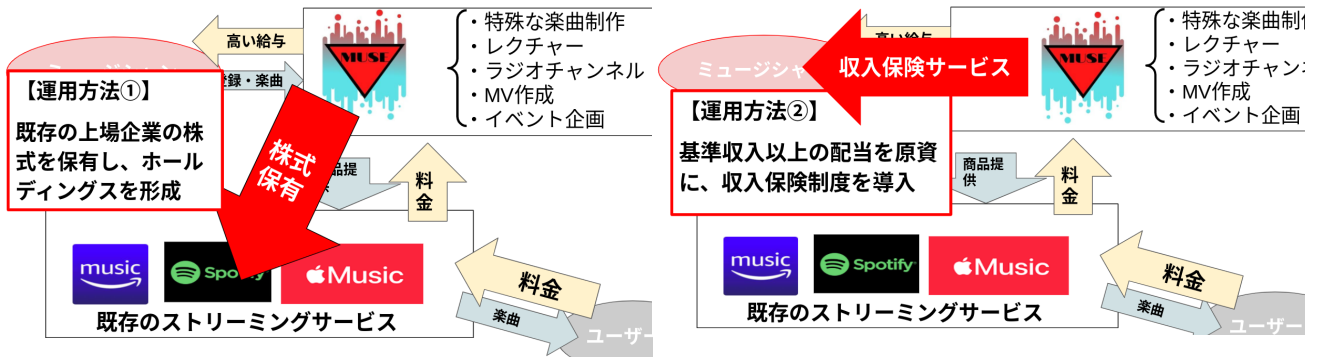 高い給与
登録・楽曲
MUSE
・特殊な楽曲制作
・レクチャー
・ラジオチャンネル
・MV作成
・イベント企画
【運用方法①】
既存の上場企業の株
式を保有し、ホール
ディングスを形成
株式
保有
料
金
music
Spotify
Music
既存のストリーミングサービス
料金
楽曲
ユーザー
ミュージシャ
収入保険サービス
MUSE
・特殊な楽曲制作
・レクチャー
・ラジオチャンネ
・MV作成
・イベント企画
【運用方法②】
基準収入以上の配当を原資
に、収入保険制度を導入
商品提
供
料
金
music
Spotify
Music
既存のストリーミングサービス
料金
楽曲
ユーザー